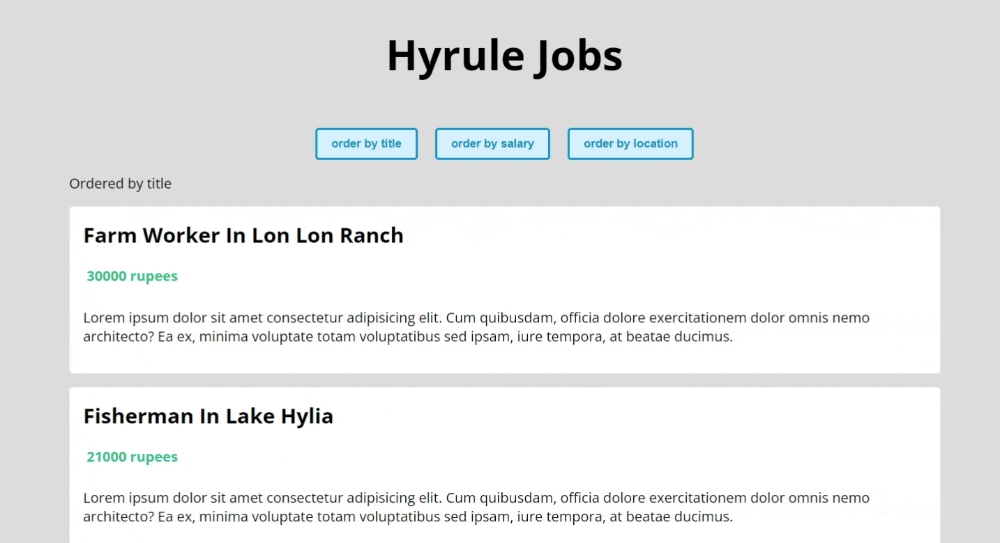 Hyrule Jobs
order by title order by salary order by location
Ordered by title
Farm Worker In Lon Lon Ranch
30000 rupees
Lorem ipsum dolor sit amet consectetur adipisicing elit. Cum quibusdam, officia dolore exercitationem dolor omnis nemo
architecto? Ea ex, minima voluptate totam voluptatibus sed ipsam, iure tempora, at beatae ducimus.
Fisherman In Lake Hylia
21000 rupees
Lorem ipsum dolor sit amet consectetur adipisicing elit. Cum quibusdam, officia dolore exercitationem dolor omnis nemo
architecto? Ea ex, minima voluptate totam voluptatibus sed ipsam, iure tempora, at beatae ducimus.